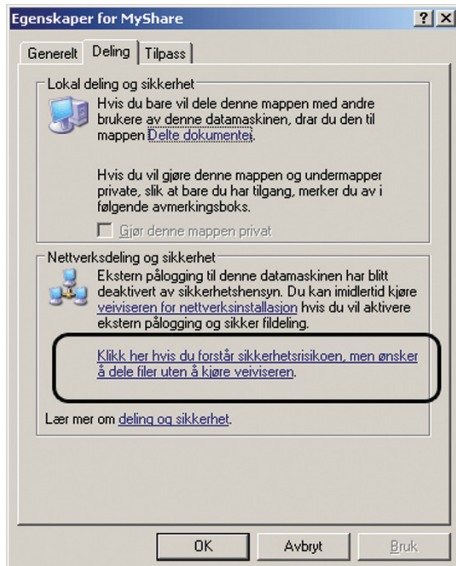 Egenskaper for MyShare
Generelt Deling Tilpass
Lokal deling og sikkerhet
Hvis du bare vil dele denne mappen med andre
brukere av denne datamaskinen, drar du den til
mappen Delte dokumenter.
Hvis du vil gjøre denne mappen og undermapper
private, slik at bare du har tilgang, merker du av i
følgende avmerkingsboks.
Gjør denne mappen privat
Nettverksdeling og sikkerhet
Ekstern pålogging til denne datamaskinen har blitt
deaktivert av sikkerhetshensyn. Du kan imidlertid kjøre
veiviseren for nettverksinstallasjon hvis du vil aktivere
ekstern pålogging og sikker fildeling.
Klikk her hvis du forstår sikkerhetsrisikoen, men ønsker
å dele filer uten å kjøre veiviseren.
Lær mer om deling og sikkerhet.
OK Avbryt Bruk